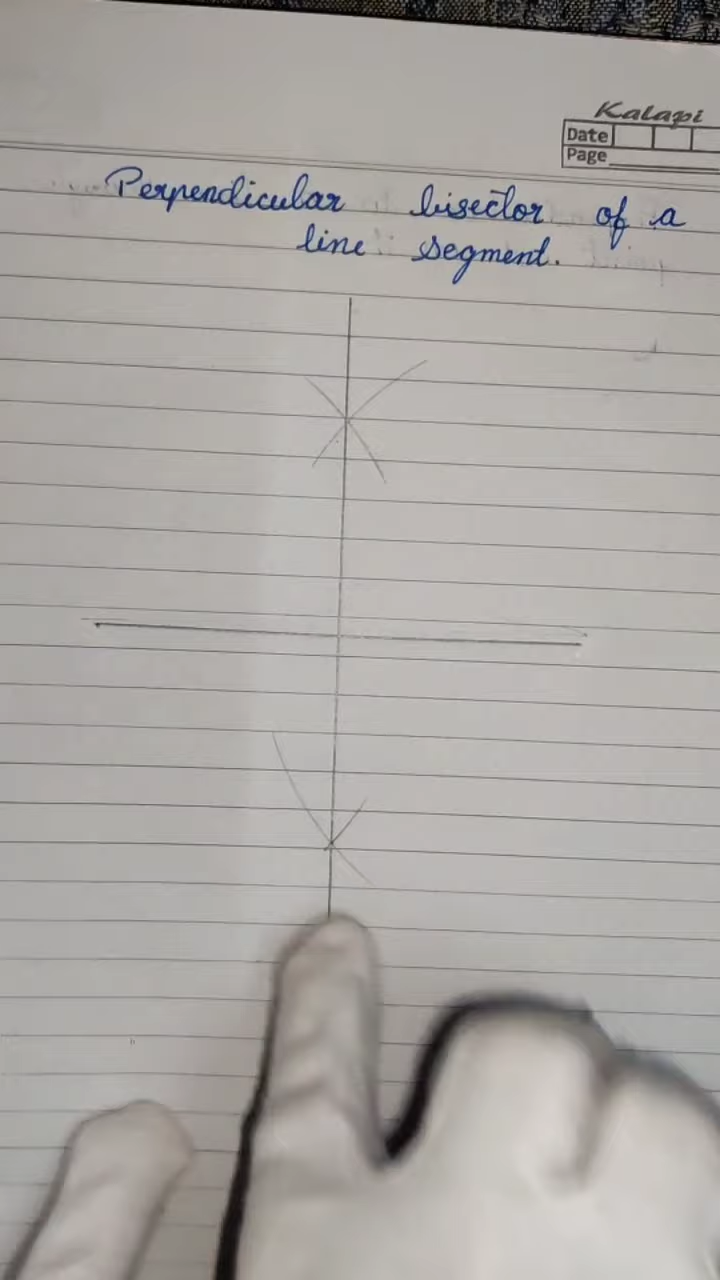 Kalapi
Date
Page
Perpendicular bisector of a
line segment.